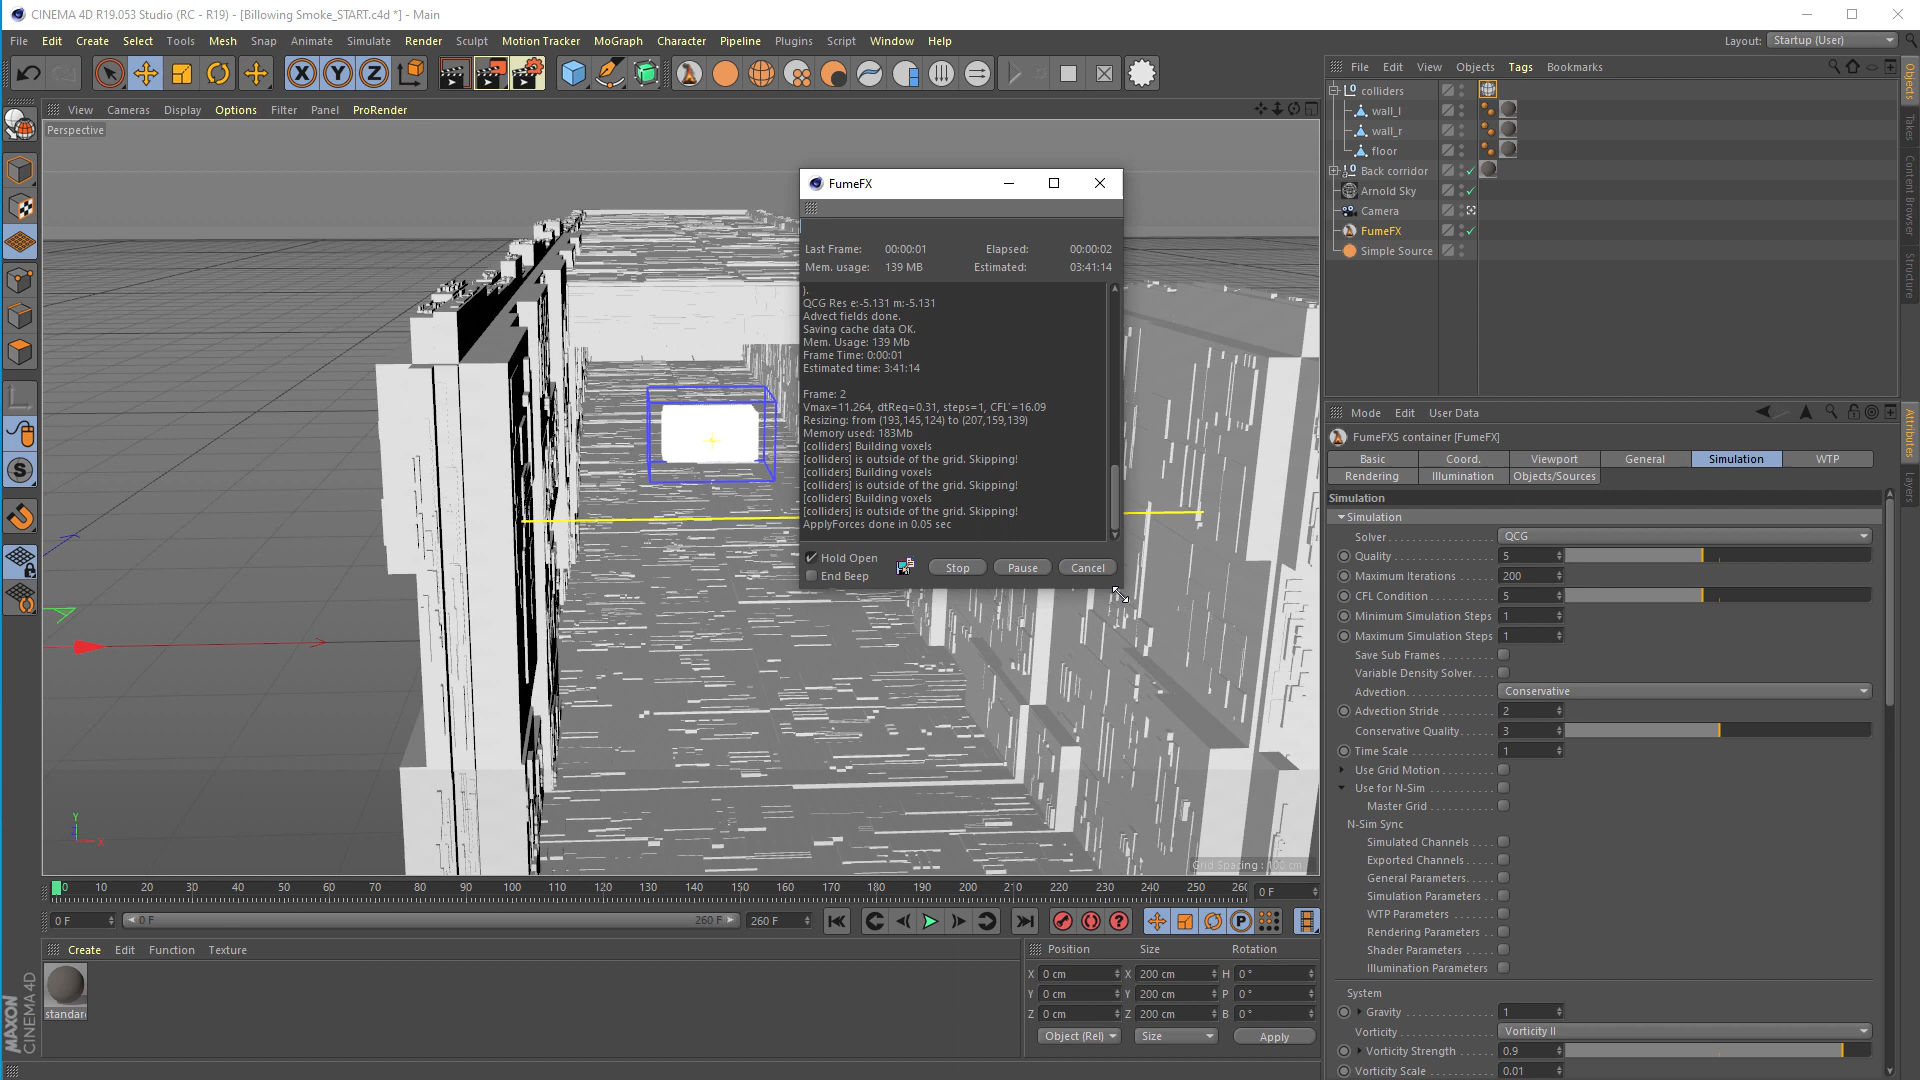 CINEMA 4D R19.053 Studio (RC - R19) - [Billowing Smoke_START.c4d *] - Main
File Edit Create Select Tools Mesh Snap Animate Simulate Render Sculpt Motion Tracker MoGraph Character Pipeline Plugins Script Window Help
Layout: Startup (User)
View Cameras Display Options Filter Panel ProRender
Perspective
File Edit View Objects Tags Bookmarks
colliders
wall_l
wall_r
floor
Back corridor
Arnold Sky
Camera
FumeFX
Simple Source
Objects
Takes
Content Browser
Structure
FumeFX
Last Frame: 00:00:01 Elapsed: 00:00:02
Mem. usage: 139 MB Estimated: 03:41:14
).
QCG Res e:-5.131 m:-5.131
Advect fields done.
Saving cache data OK.
Mem. Usage: 139 Mb
Frame Time: 0:00:01
Estimated time: 3:41:14
Frame: 2
Vmax=11.264, dtReq=0.31, steps=1, CFL'=16.09
Resizing: from (193,145,124) to (207,159,139)
Memory used: 183Mb
[colliders] Building voxels
[colliders] is outside of the grid. Skipping!
[colliders] Building voxels
[colliders] is outside of the grid. Skipping!
[colliders] Building voxels
[colliders] is outside of the grid. Skipping!
ApplyForces done in 0.05 sec
Hold Open
End Beep
Stop Pause Cancel
Grid Spacing : 100 cm
Y
X
Mode Edit User Data
FumeFX5 container [FumeFX]
Basic Coord. Viewport General Simulation WTP
Rendering Illumination Objects/Sources
Attributes
Layers
Simulation
Simulation
Solver QCG
Quality 5
Maximum Iterations 200
CFL Condition 5
Minimum Simulation Steps 1
Maximum Simulation Steps 1
Save Sub Frames
Variable Density Solver
Advection Conservative
Advection Stride 2
Conservative Quality 3
Time Scale 1
Use Grid Motion
Use for N-Sim
Master Grid
N-Sim Sync
Simulated Channels
Exported Channels
General Parameters
Simulation Parameters
WTP Parameters
Rendering Parameters
Shader Parameters
Illumination Parameters
System
Gravity 1
Vorticity Vorticity II
Vorticity Strength 0.9
Vorticity Scale 0.01
0 10 20 30 40 50 60 70 80 90 100 110 120 130 140 150 160 170 180 190 200 210 220 230 240 250 260
0 F
0 F 0 F 260 F 260 F
Create Edit Function Texture
standar
Position Size Rotation
X 0 cm X 200 cm H 0 °
Y 0 cm Y 200 cm P 0 °
Z 0 cm Z 200 cm B 0 °
Object (Rel) Size Apply
MAXON
CINEMA 4D